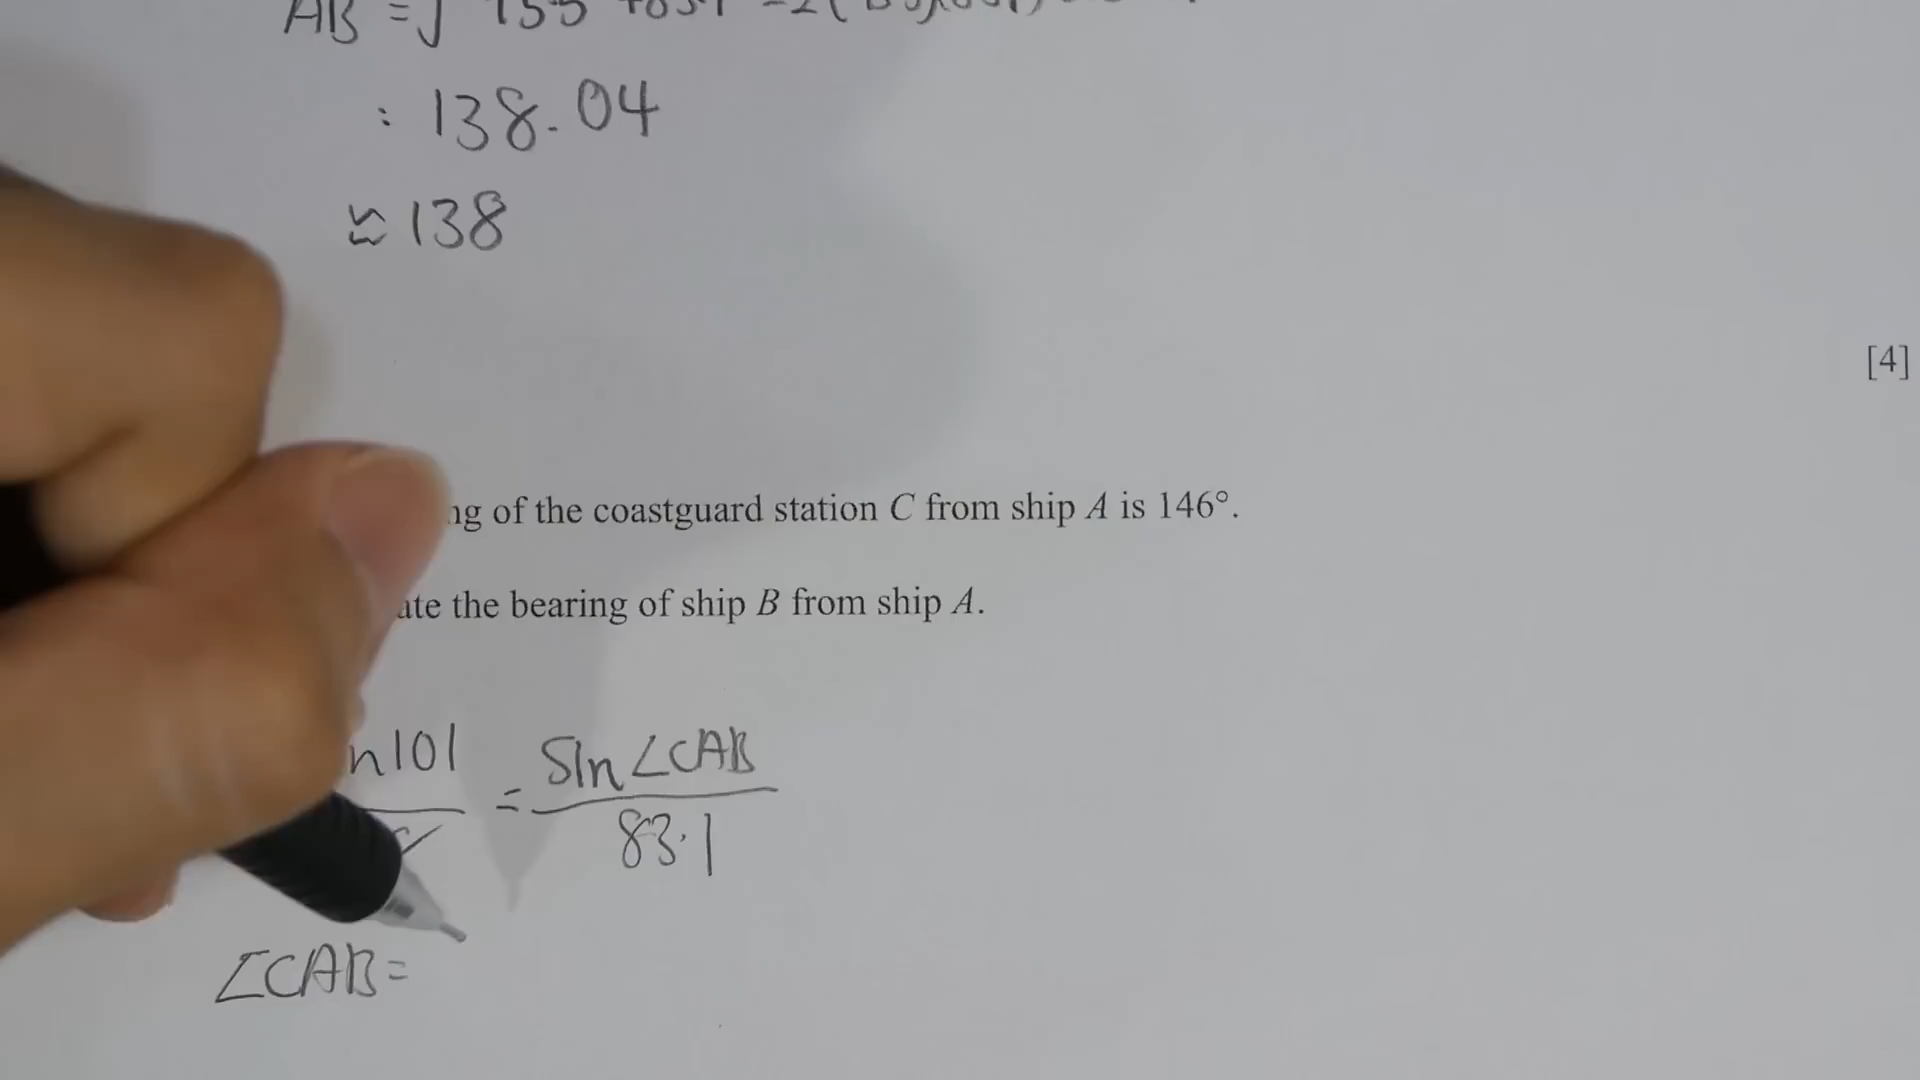 AB = √
: 138.04
≈ 138
[4]
ng of the coastguard station C from ship A is 146°.
ate the bearing of ship B from ship A.
n101 = sin∠CAB
83.1
∠CAB=